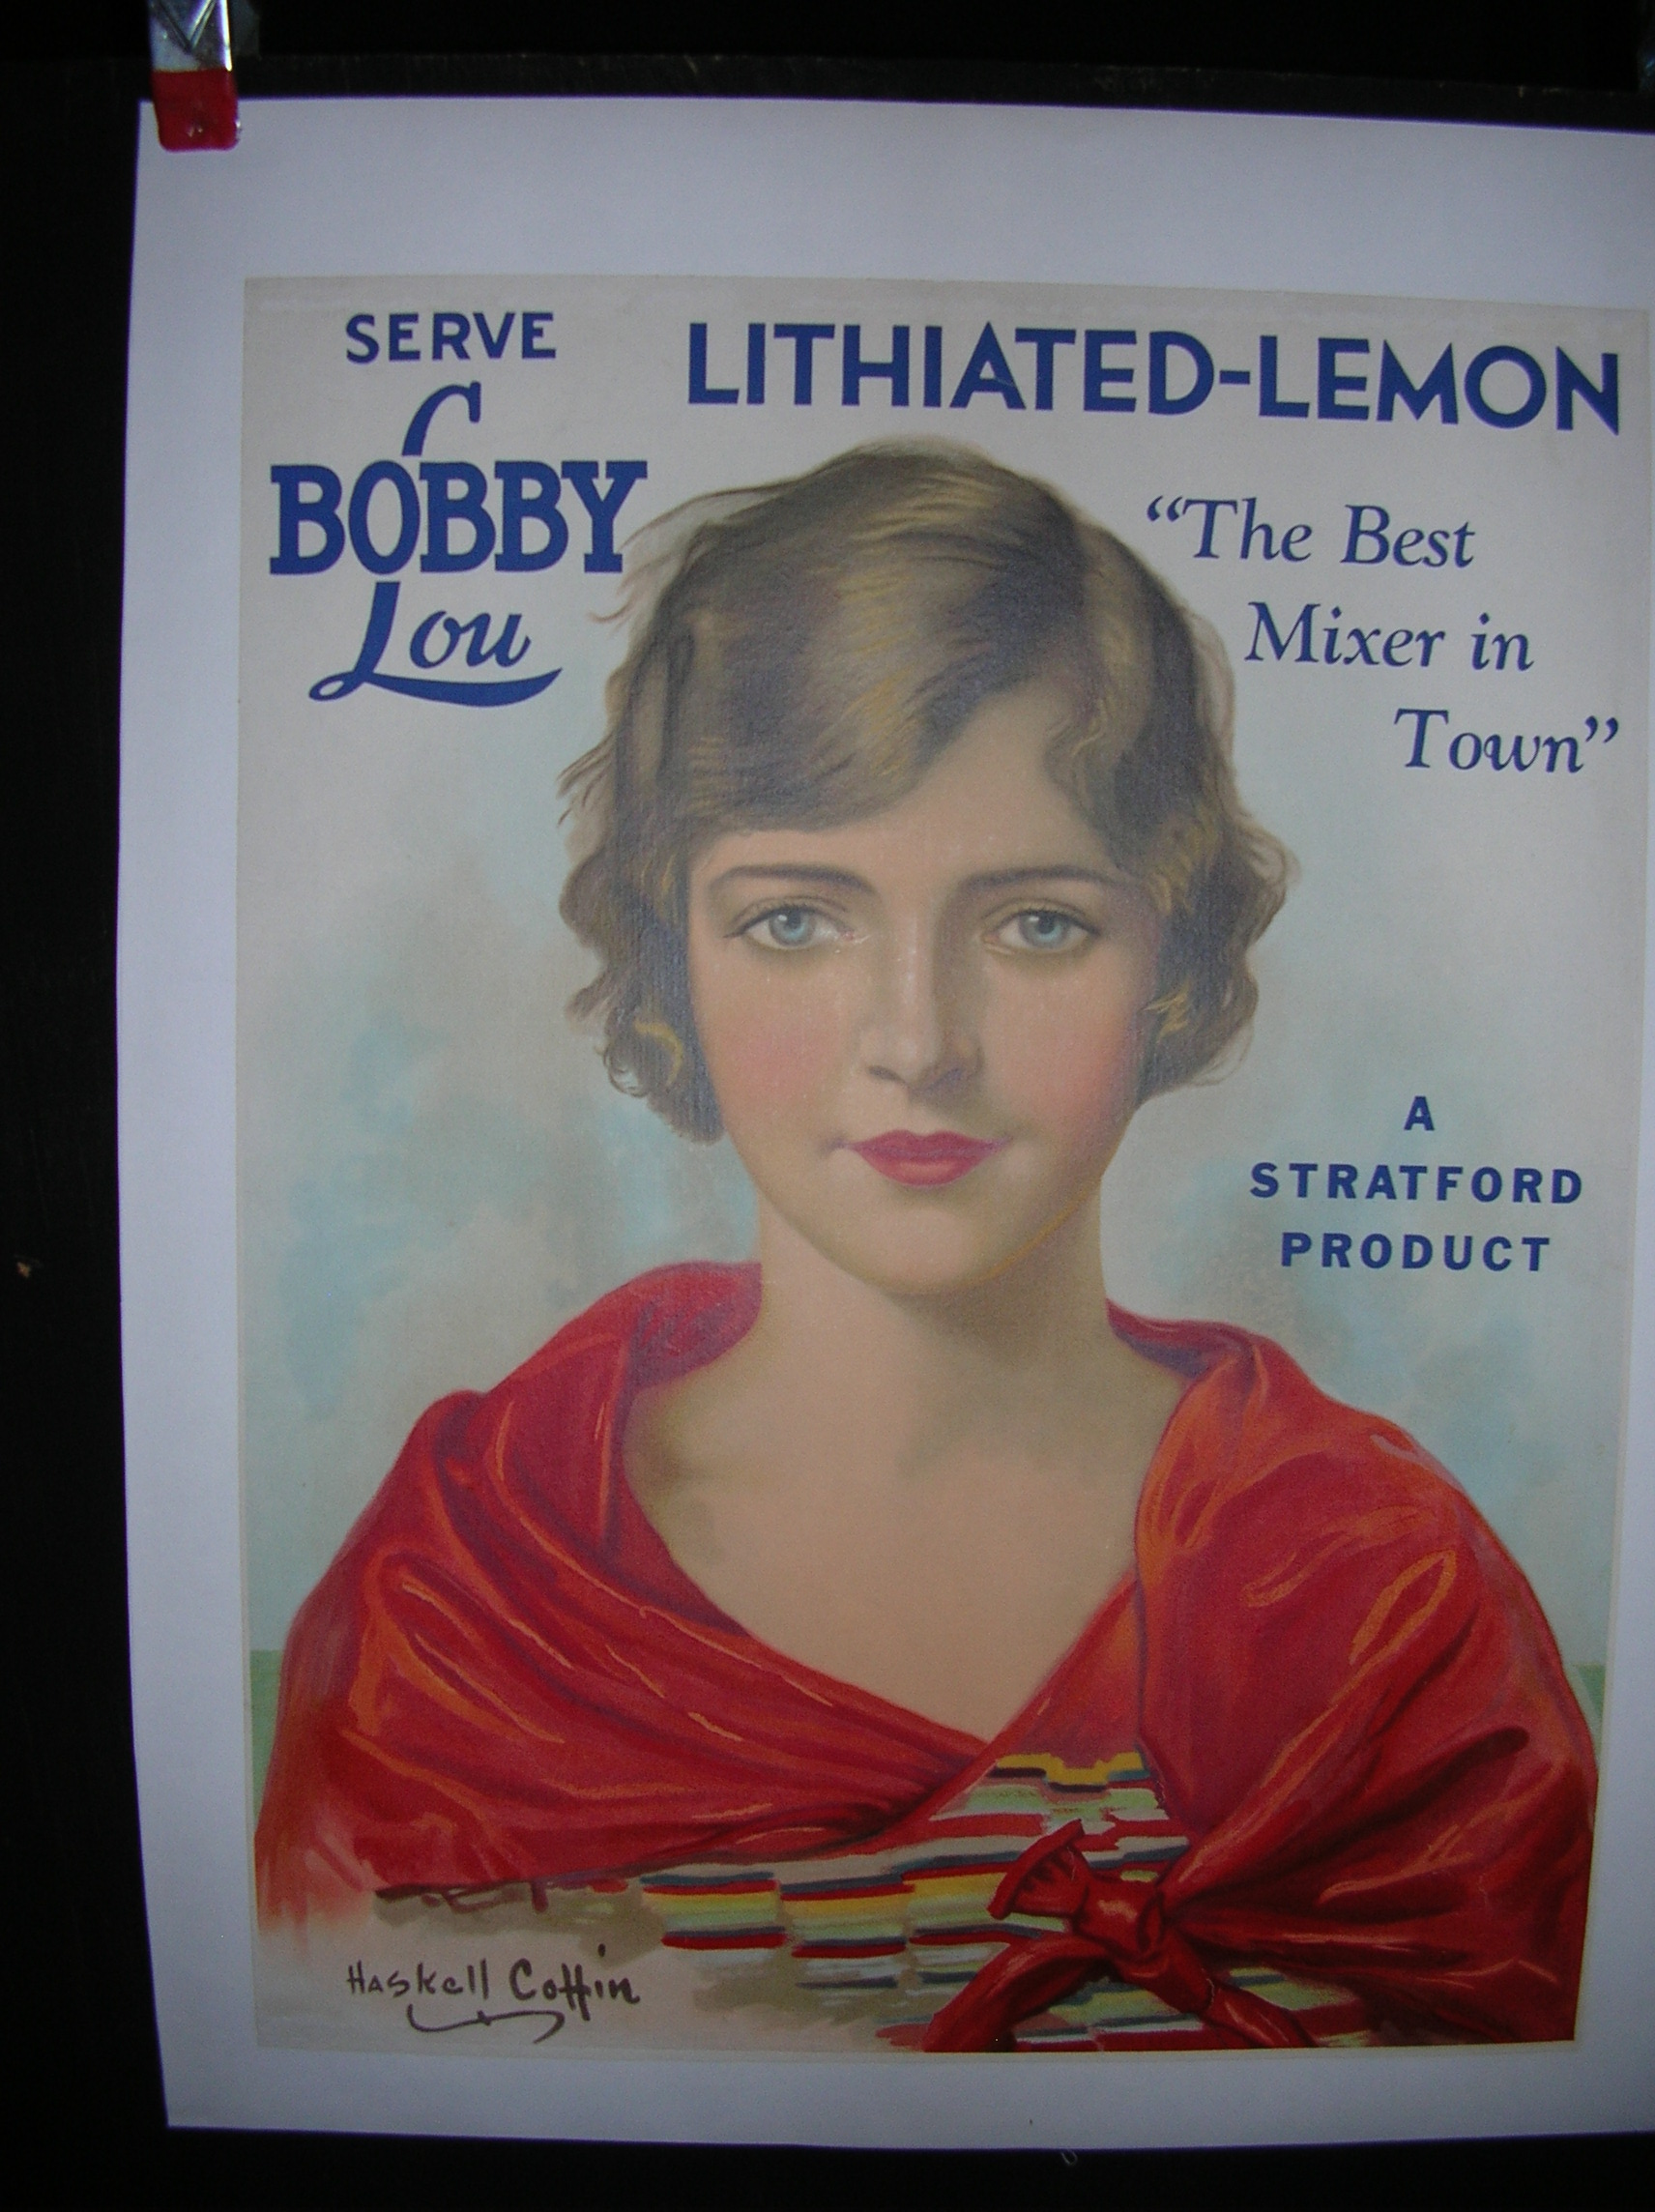 SERVE
BOBBY
Lou
LITHIATED-LEMON
“The Best
Mixer in
Town”
A
STRATFORD
PRODUCT
Haskell Coffin